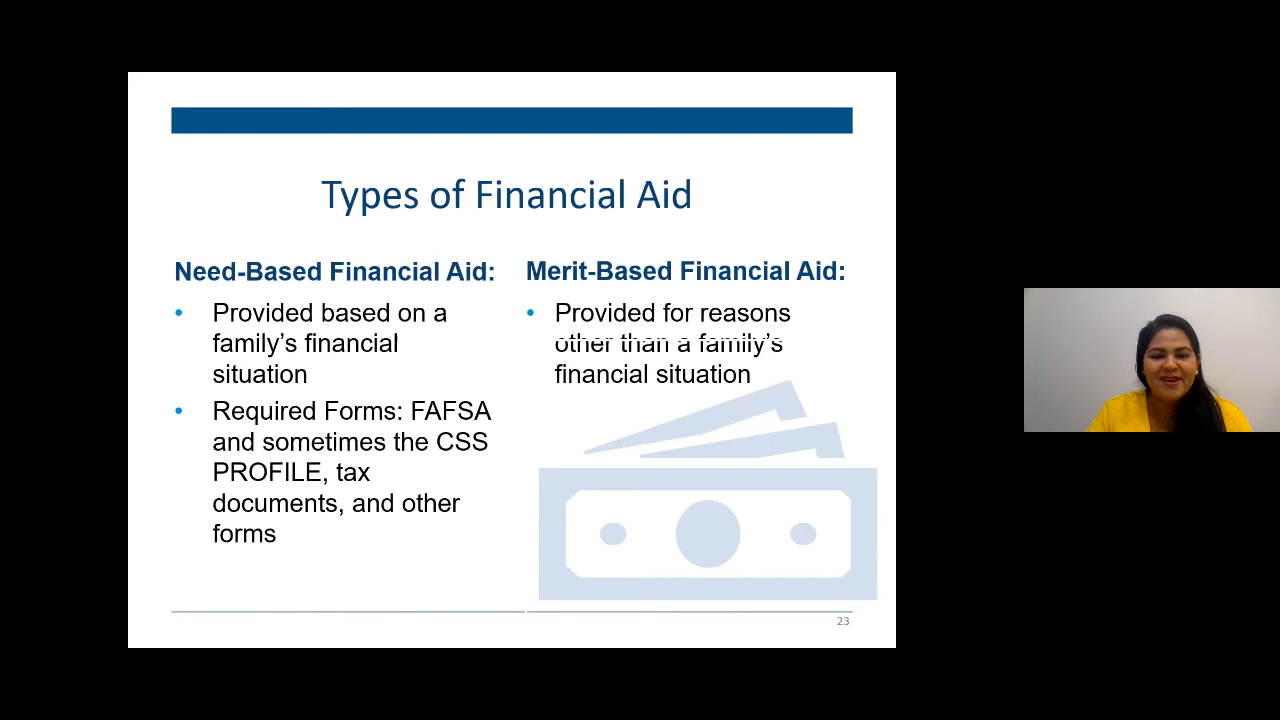 Types of Financial Aid
Need-Based Financial Aid:
Provided based on a
family’s financial
situation
Required Forms: FAFSA
and sometimes the CSS
PROFILE, tax
documents, and other
forms
Merit-Based Financial Aid:
Provided for reasons
other than a family’s
financial situation
23